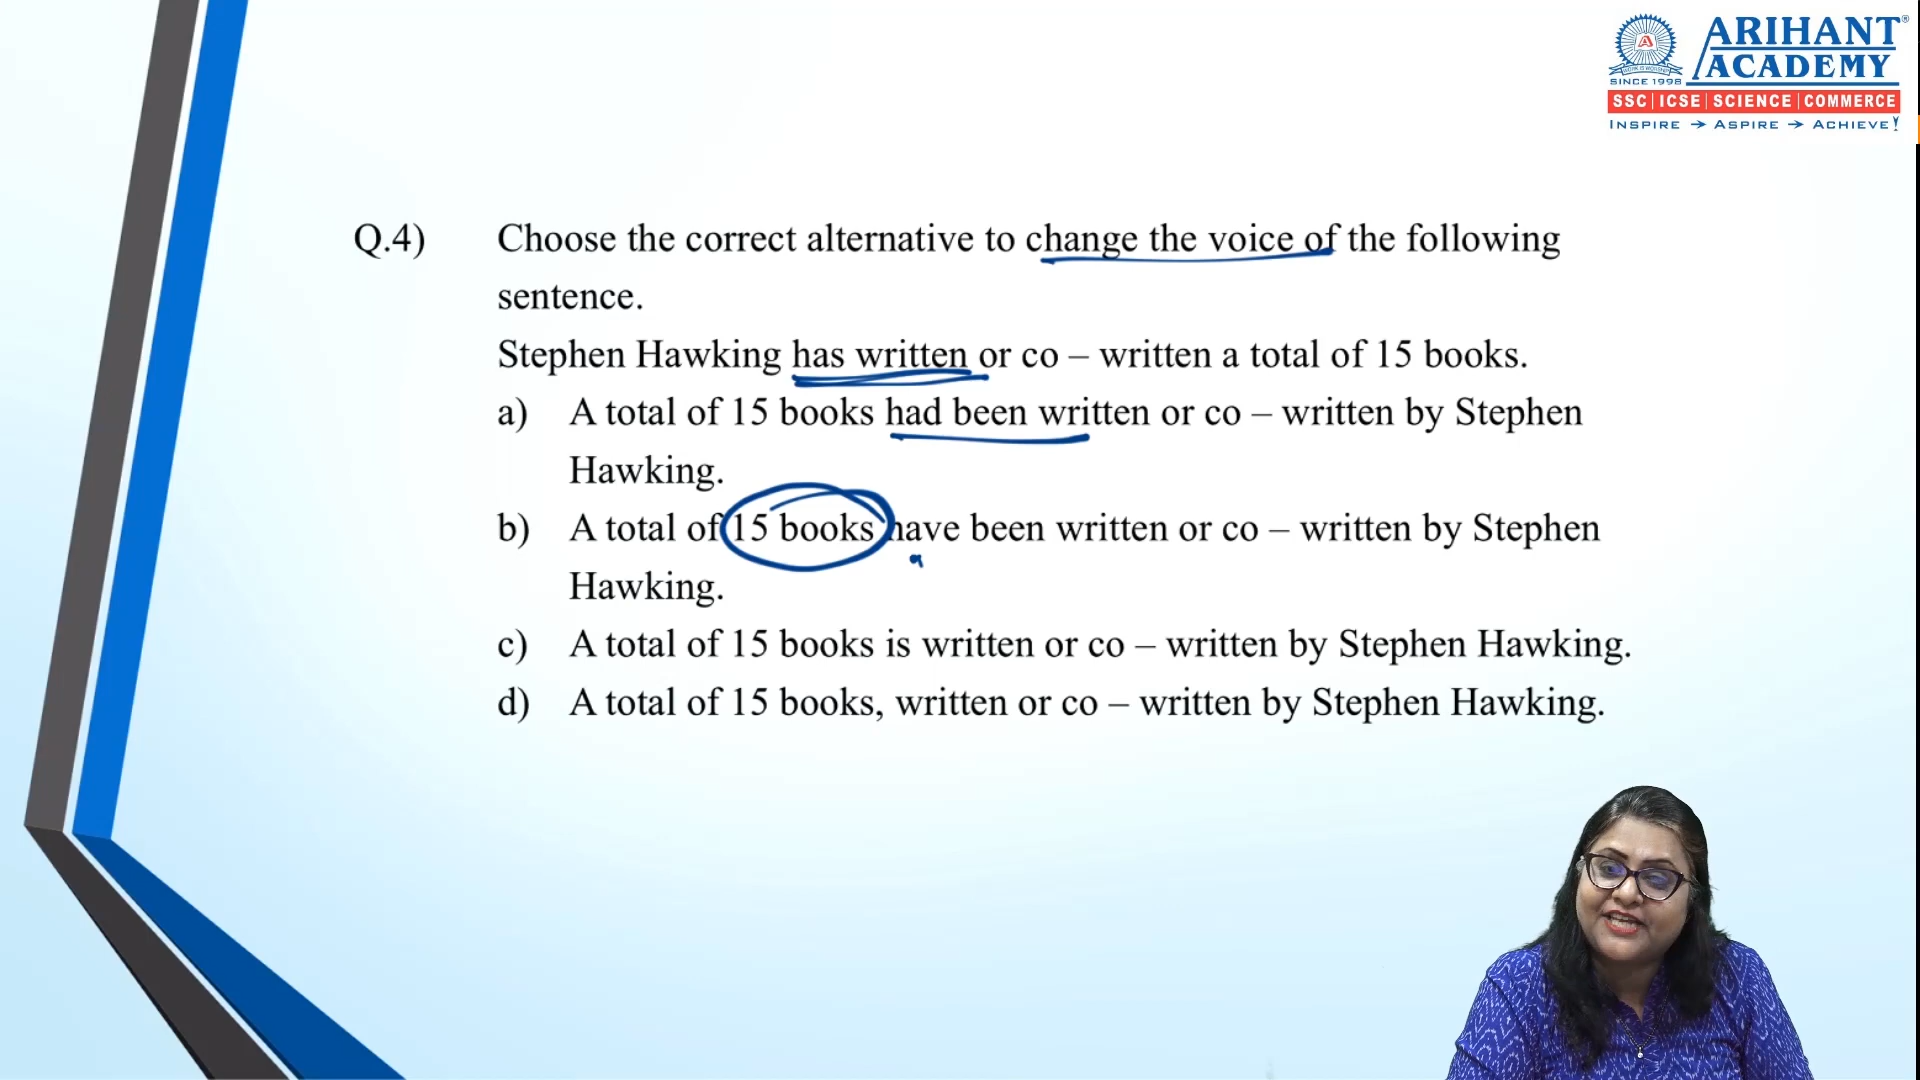 ARIHANT®
ACADEMY
SINCE 1998
SSC | ICSE | SCIENCE | COMMERCE
INSPIRE → ASPIRE → ACHIEVE!
Q.4) Choose the correct alternative to change the voice of the following
sentence.
Stephen Hawking has written or co – written a total of 15 books.
a) A total of 15 books had been written or co – written by Stephen
Hawking.
b) A total of 15 books have been written or co – written by Stephen
Hawking.
c) A total of 15 books is written or co – written by Stephen Hawking.
d) A total of 15 books, written or co – written by Stephen Hawking.